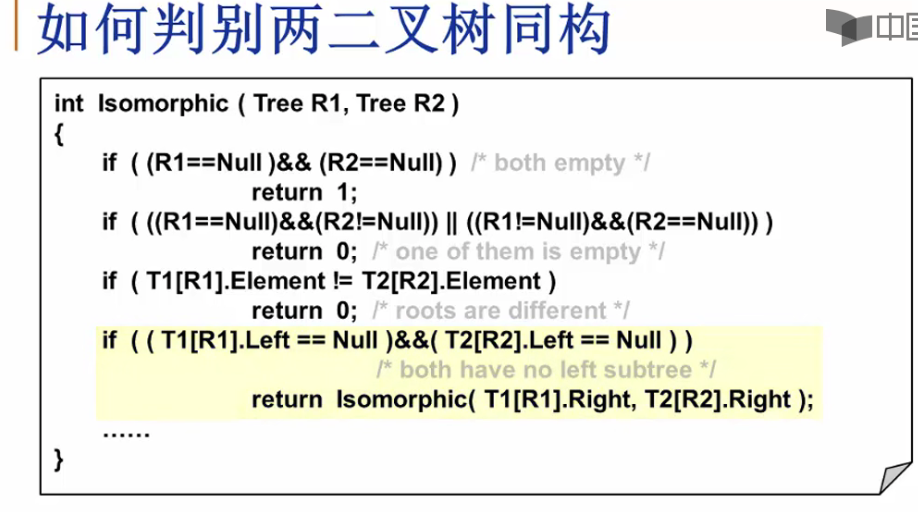 如何判别两二叉树同构
中国
int Isomorphic ( Tree R1, Tree R2 )
{
if ( (R1==Null )&& (R2==Null) ) /* both empty */
return 1;
if ( ((R1==Null)&&(R2!=Null)) || ((R1!=Null)&&(R2==Null)) )
return 0; /* one of them is empty */
if ( T1[R1].Element != T2[R2].Element )
return 0; /* roots are different */
if ( ( T1[R1].Left == Null )&&( T2[R2].Left == Null ) )
/* both have no left subtree */
return Isomorphic( T1[R1].Right, T2[R2].Right );
……
}